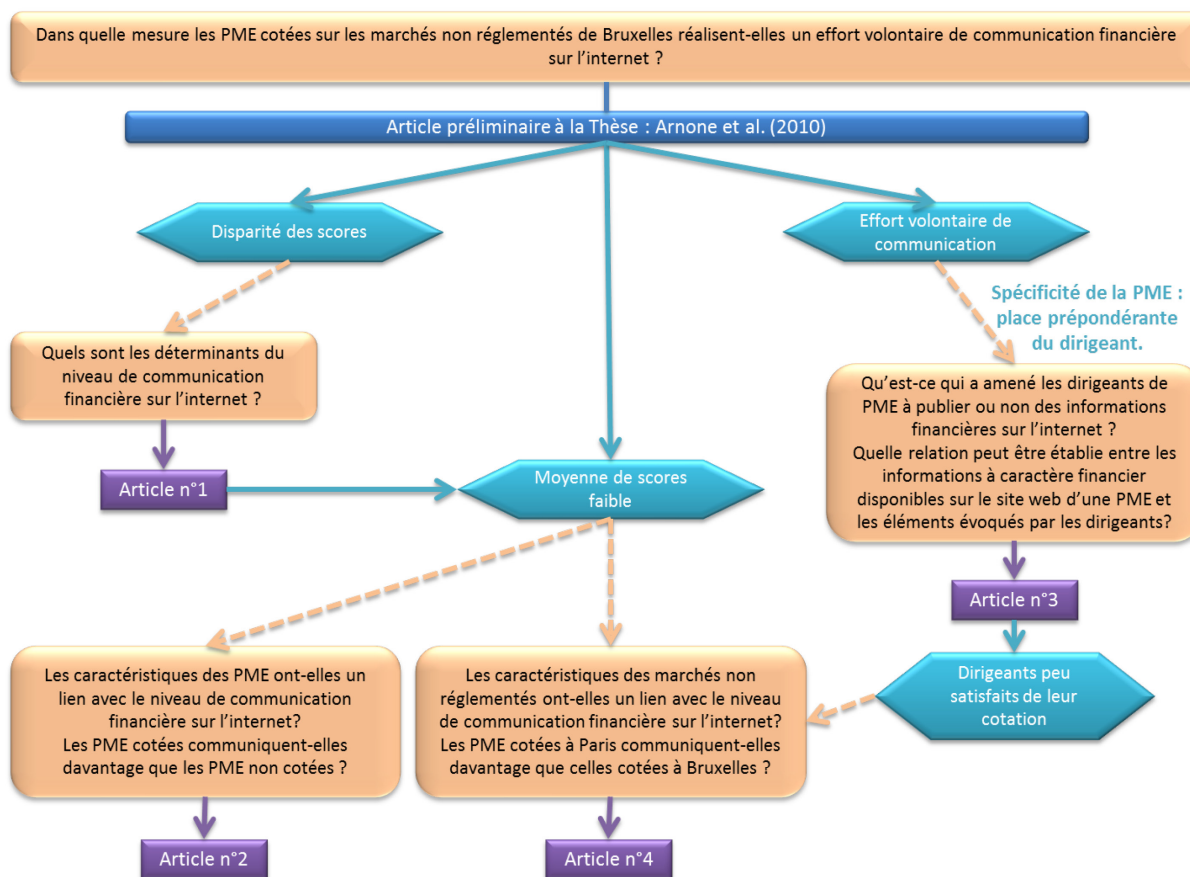 Dans quelle mesure les PME cotées sur les marchés non réglementés de Bruxelles réalisent-elles un effort volontaire de communication financière
sur l'internet ?
Article préliminaire à la Thèse : Arnone et al. (2010)
Disparité des scores
Effort volontaire de
communication
Spécificité de la PME :
place prépondérante
du dirigeant.
Quels sont les déterminants du
niveau de communication
financière sur l'internet ?
Qu'est-ce qui a amené les dirigeants de
PME à publier ou non des informations
financières sur l'internet ?
Quelle relation peut être établie entre les
informations à caractère financier
disponibles sur le site web d'une PME et
les éléments évoqués par les dirigeants?
Article n°1
Moyenne de scores
faible
Article n°3
Les caractéristiques des PME ont-elles un
lien avec le niveau de communication
financière sur l'internet?
Les PME cotées communiquent-elles
davantage que les PME non cotées ?
Les caractéristiques des marchés non
réglementés ont-elles un lien avec le niveau
de communication financière sur l'internet?
Les PME cotées à Paris communiquent-elles
davantage que celles cotées à Bruxelles ?
Dirigeants peu
satisfaits de leur
cotation
Article n°2
Article n°4